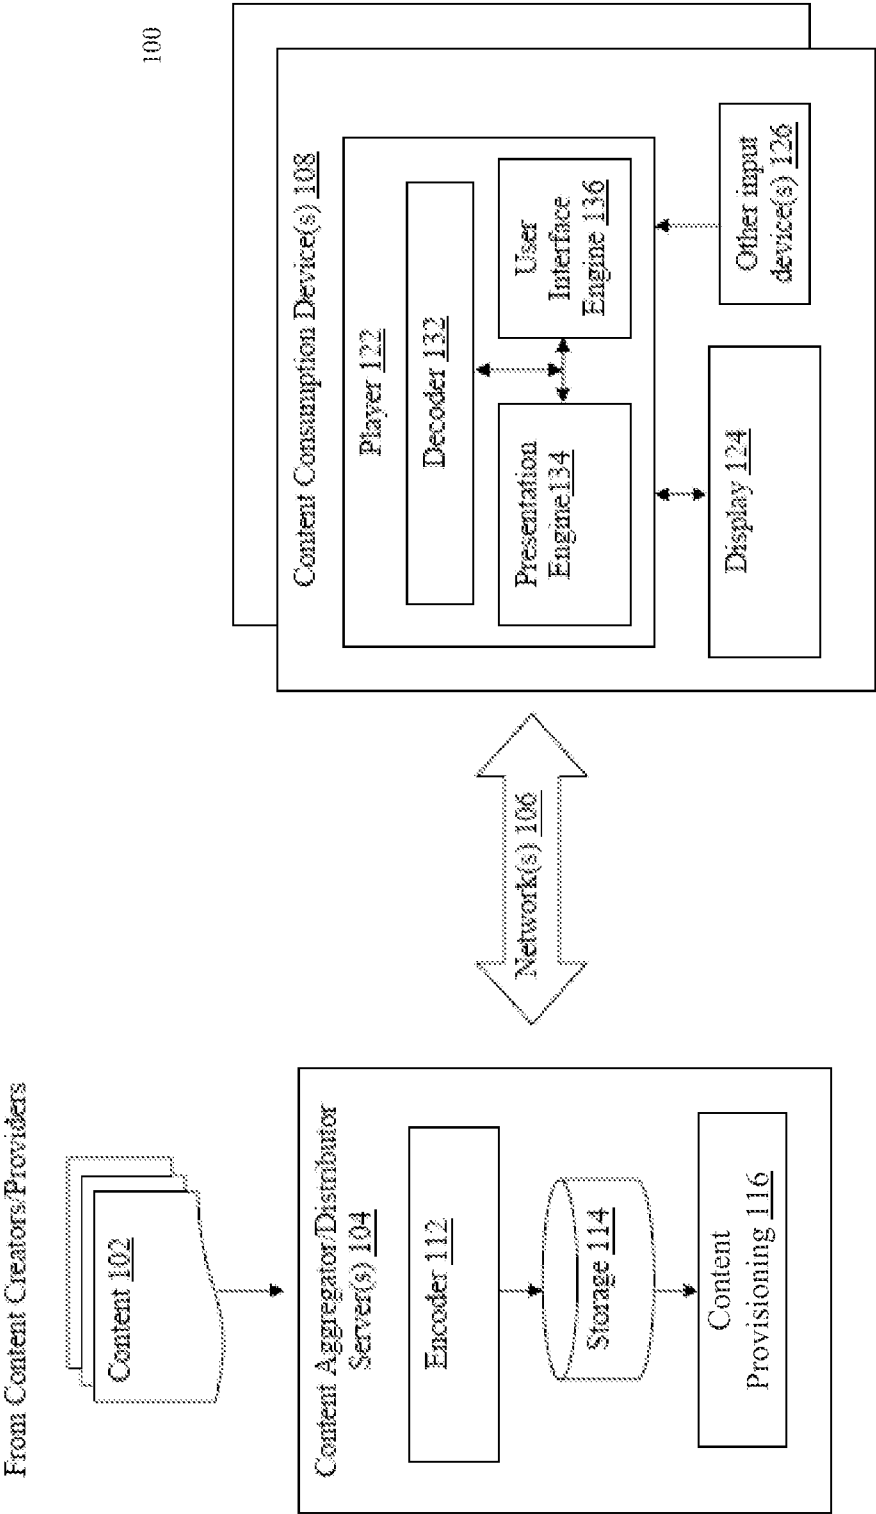 100
From Content Creators/Providers
Content 102
Content Aggregator/Distributor
Server(s) 104
Encoder 112
Storage 114
Content
Provisioning 116
Network(s) 106
Content Consumption Device(s) 108
Player 122
Decoder 132
Presentation
Engine134
User
Interface
Engine 136
Display 124
Other input
device(s) 126